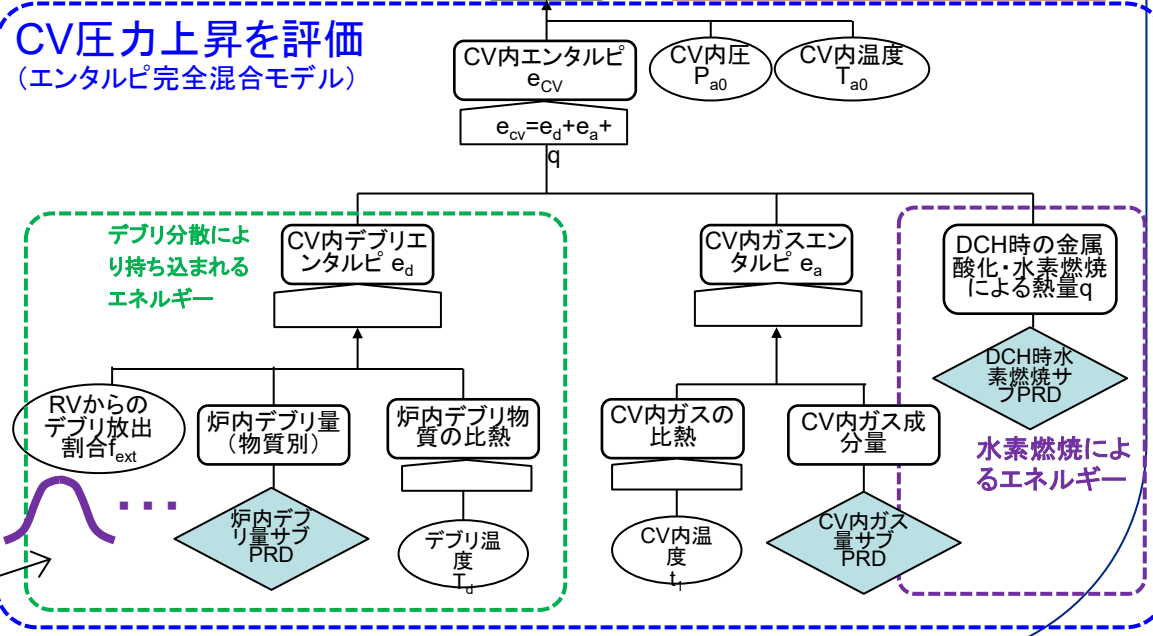 CV圧力上昇を評価
（エンタルピ完全混合モデル）
CV内エンタルピ
eCV
CV内圧
Pa0
CV内温度
Ta0
ecv=ed+ea+
q
デブリ分散によ
り持ち込まれる
エネルギー
CV内デブリエ
ンタルピ ed
CV内ガスエン
タルピ ea
DCH時の金属
酸化・水素燃焼
による熱量q
DCH時水
素燃焼サ
ブPRD
RVからの
デブリ放出
割合fext
炉内デブリ量
（物質別）
炉内デブリ物
質の比熱
CV内ガスの
比熱
CV内ガス成
分量
水素燃焼によ
るエネルギー
炉内デブ
リ量サブ
PRD
デブリ温
度
Td
CV内温
度
t1
CV内ガス
量サブ
PRD